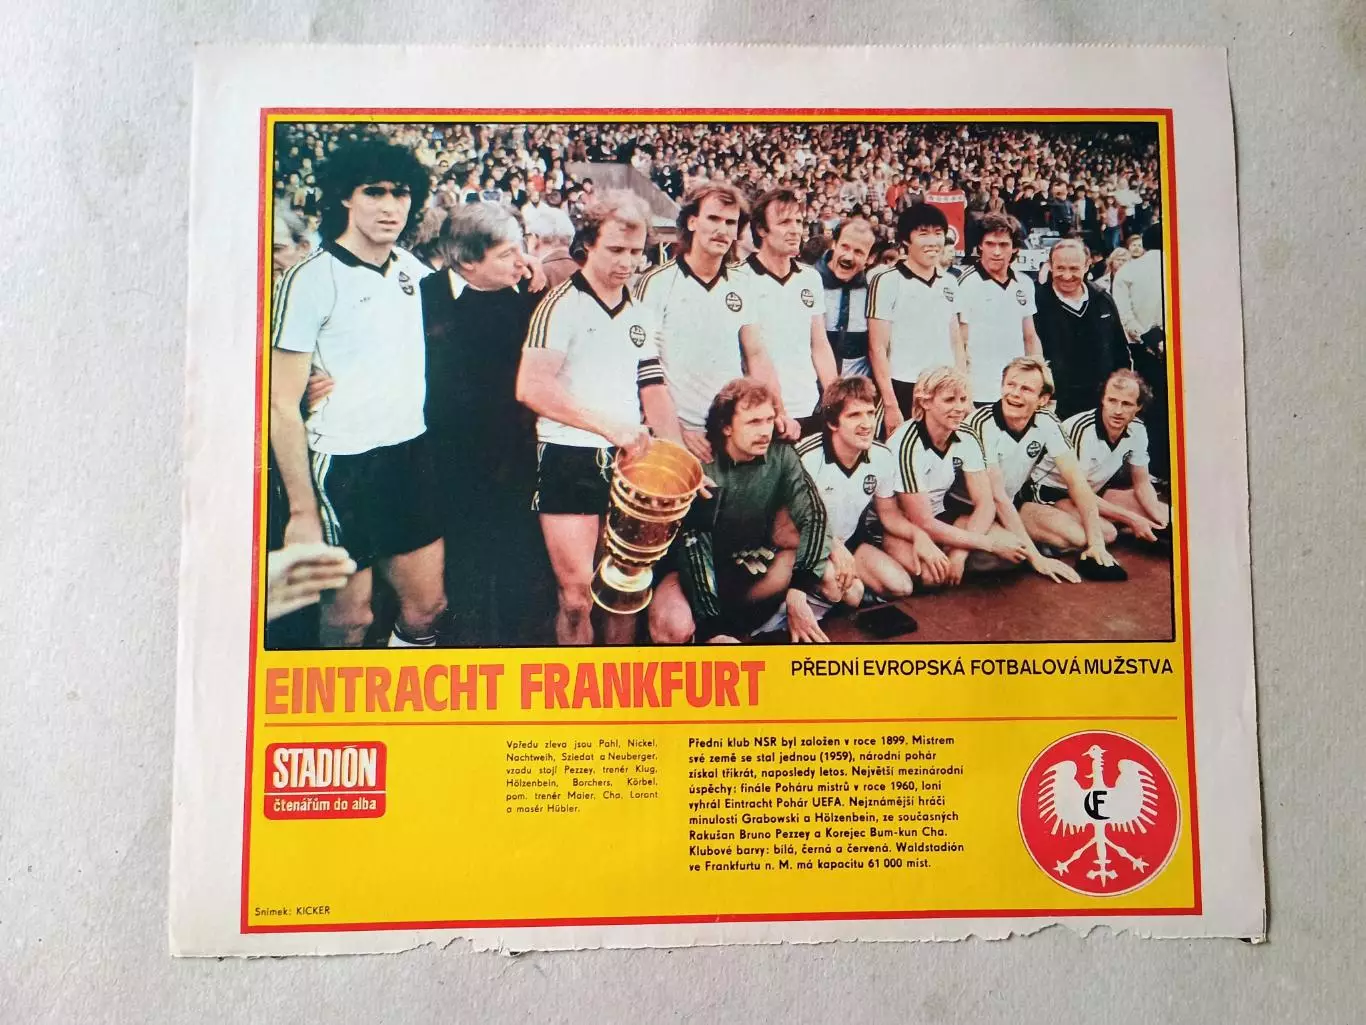 EINTRACHT FRANKFURT
PŘEDNÍ EVROPSKÁ FOTBALOVÁ MUŽSTVA
STADIÓN
čtenářům do alba
Vpředu zleva jsou Pahl, Nickel,
Nachtweih, Sziedat a Neuberger,
vzadu stojí Pezzey, trenér Klug,
Hölzenbein, Borchers, Körbel,
pom. trenér Maier, Cha, Lorant
a masér Hübler.
Přední klub NSR byl založen v roce 1899. Mistrem
své země se stal jednou (1959), národní pohár
získal třikrát, naposledy letos. Největší mezinárodní
úspěchy: finále Poháru mistrů v roce 1960, loni
vyhrál Eintracht Pohár UEFA. Nejznámější hráči
minulosti Grabowski a Hölzenbein, ze současných
Rakušan Bruno Pezzey a Korejec Bum-kun Cha.
Klubové barvy: bílá, černá a červená. Waldstadión
ve Frankfurtu n. M. má kapacitu 61 000 míst.
Snímek: KICKER